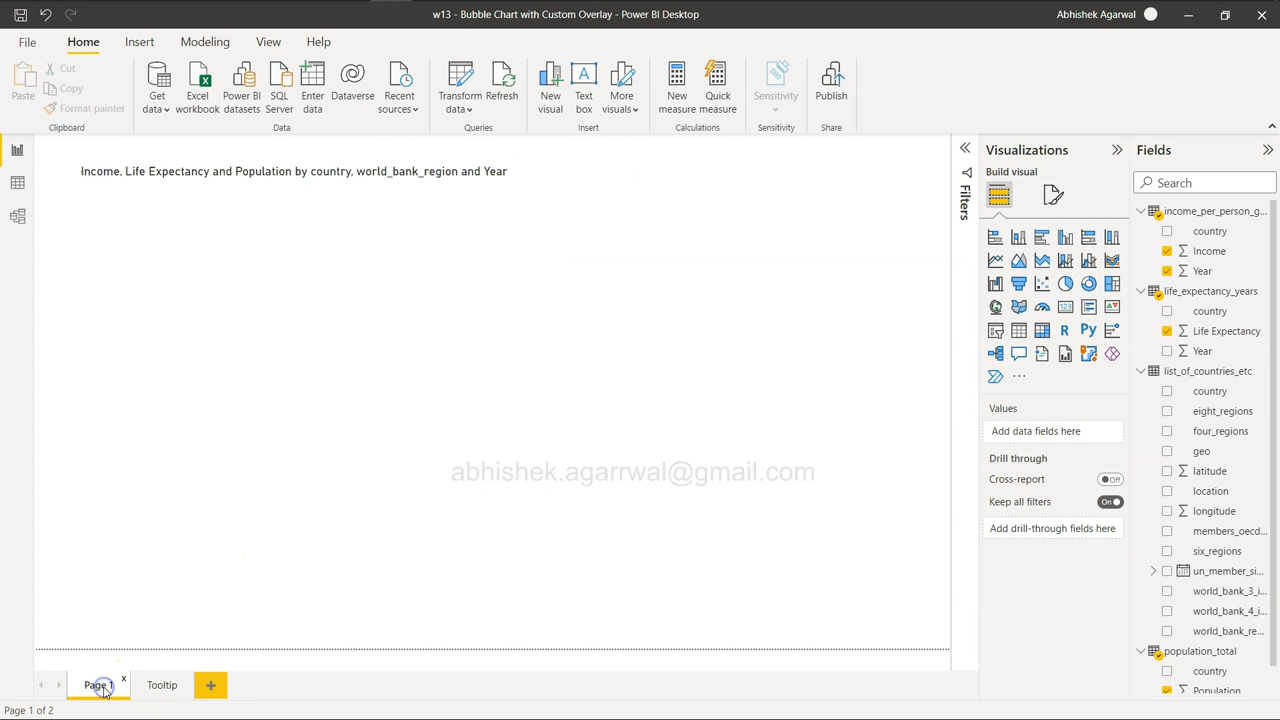 w13 - Bubble Chart with Custom Overlay - Power BI Desktop
Abhishek Agarwal
File Home Insert Modeling View Help
Paste
Cut
Copy
Format painter
Clipboard
Get data
Excel workbook
Power BI datasets
SQL Server
Enter data
Dataverse
Recent sources
Data
Transform data
Refresh
Queries
New visual
Text box
More visuals
Insert
New measure
Quick measure
Calculations
Sensitivity
Sensitivity
Publish
Share
Income, Life Expectancy and Population by country, world_bank_region and Year
abhishek.agarrwal@gmail.com
Filters
Visualizations
Build visual
R
Py
123
Values
Add data fields here
Drill through
Cross-report
Off
Keep all filters
On
Add drill-through fields here
Fields
Search
income_per_person_g...
country
Income
Year
life_expectancy_years
country
Life Expectancy
Year
list_of_countries_etc
country
eight_regions
four_regions
geo
latitude
location
longitude
members_oecd...
six_regions
un_member_si...
world_bank_3_i...
world_bank_4_i...
world_bank_re...
population_total
country
Population
Page 1
x
Tooltip
Page 1 of 2